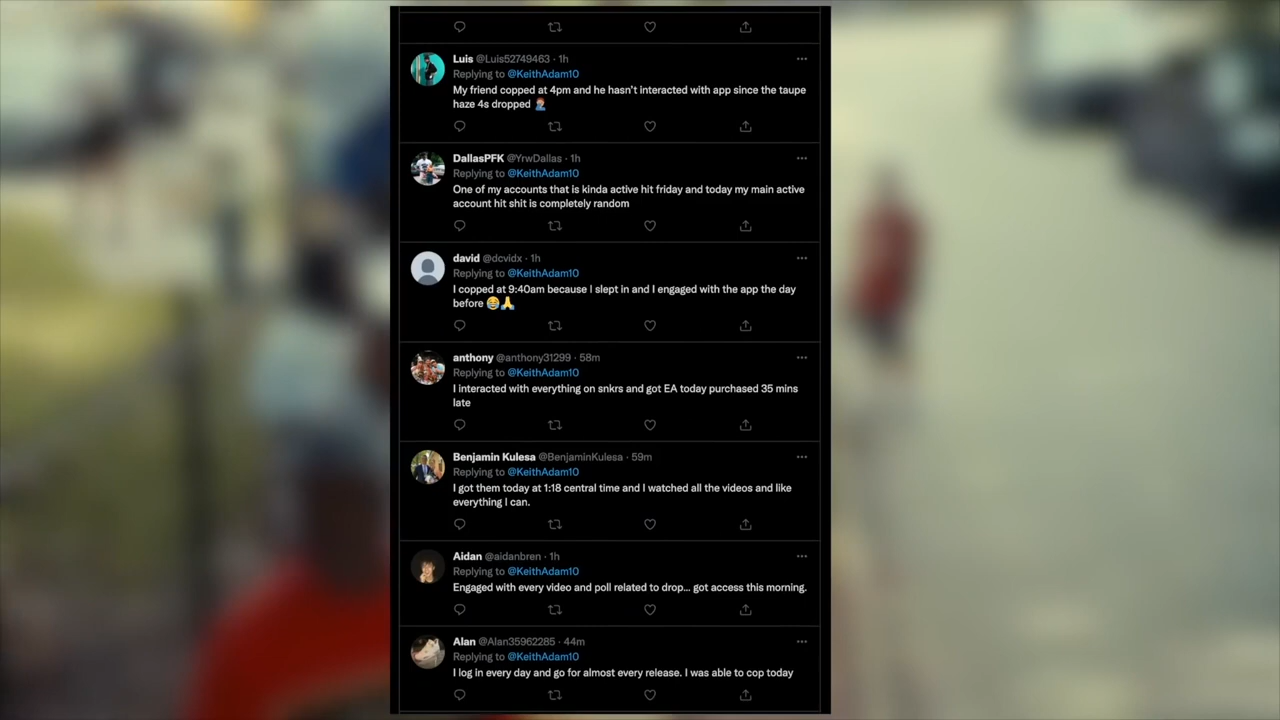 Luis @Luis52749463 · 1h
Replying to @KeithAdam10
My friend copped at 4pm and he hasn't interacted with app since the taupe
haze 4s dropped 🤦🏽‍♂️
DallasPFK @YrwDallas · 1h
Replying to @KeithAdam10
One of my accounts that is kinda active hit friday and today my main active
account hit shit is completely random
david @dcvidx · 1h
Replying to @KeithAdam10
I copped at 9:40am because I slept in and I engaged with the app the day
before 😂🙏
anthony @anthony31299 · 58m
Replying to @KeithAdam10
I interacted with everything on snkrs and got EA today purchased 35 mins
late
Benjamin Kulesa @BenjaminKulesa · 59m
Replying to @KeithAdam10
I got them today at 1:18 central time and I watched all the videos and like
everything I can.
Aidan @aidanbren · 1h
Replying to @KeithAdam10
Engaged with every video and poll related to drop... got access this morning.
Alan @Alan35962285 · 44m
Replying to @KeithAdam10
I log in every day and go for almost every release. I was able to cop today